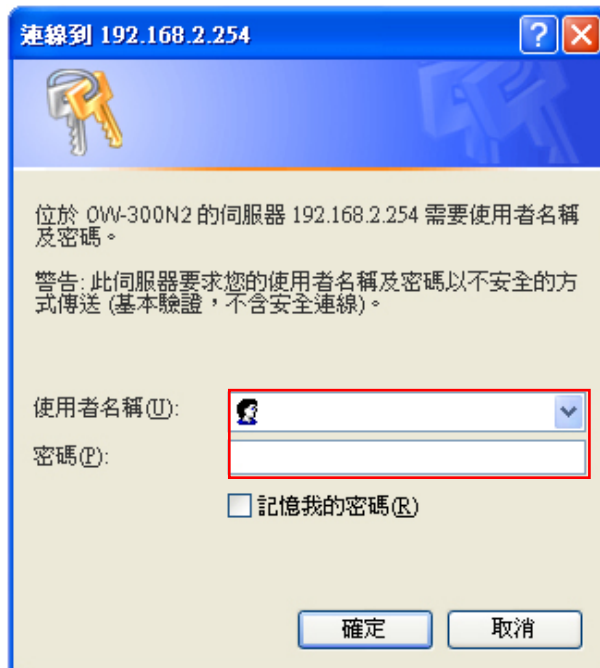 連線到 192.168.2.254
位於 OW-300N2 的伺服器 192.168.2.254 需要使用者名稱
及密碼。
警告: 此伺服器要求您的使用者名稱及密碼以不安全的方
式傳送 (基本驗證，不含安全連線)。
使用者名稱(U):
密碼(P):
記憶我的密碼(R)
確定
取消